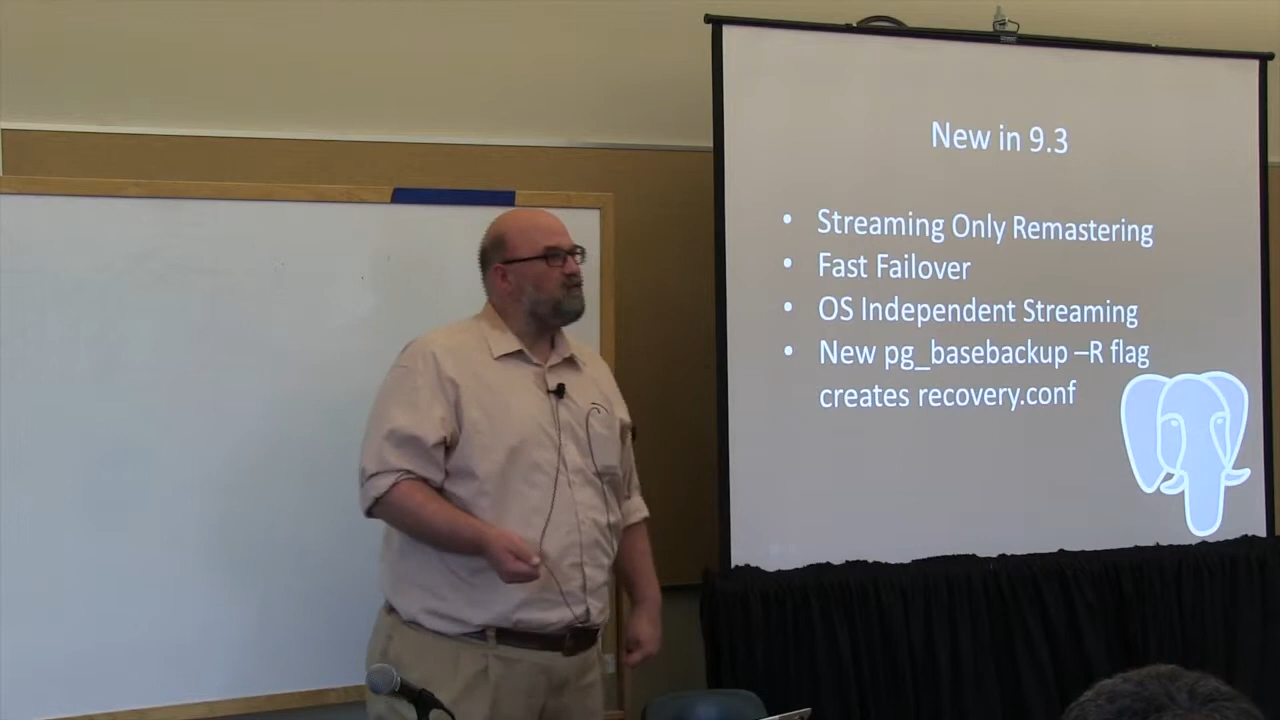 New in 9.3
• Streaming Only Remastering
• Fast Failover
• OS Independent Streaming
• New pg_basebackup –R flag
creates recovery.conf